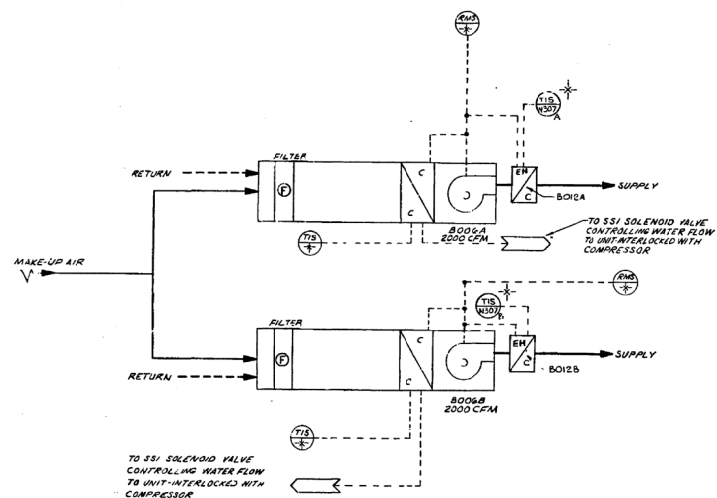 RMS
TIS
N307
A
FILTER
RETURN
F
C
C
C
EH
C
B012A
SUPPLY
B006A
2000 CFM
TIS
TO SSI SOLENOID VALVE
CONTROLLING WATER FLOW
TO UNIT-INTERLOCKED WITH
COMPRESSOR
MAKE-UP AIR
RMS
TIS
N307
B
FILTER
F
C
C
C
EH
C
B012B
SUPPLY
RETURN
B006B
2000 CFM
TIS
TO SSI SOLENOID VALVE
CONTROLLING WATER FLOW
TO UNIT-INTERLOCKED WITH
COMPRESSOR